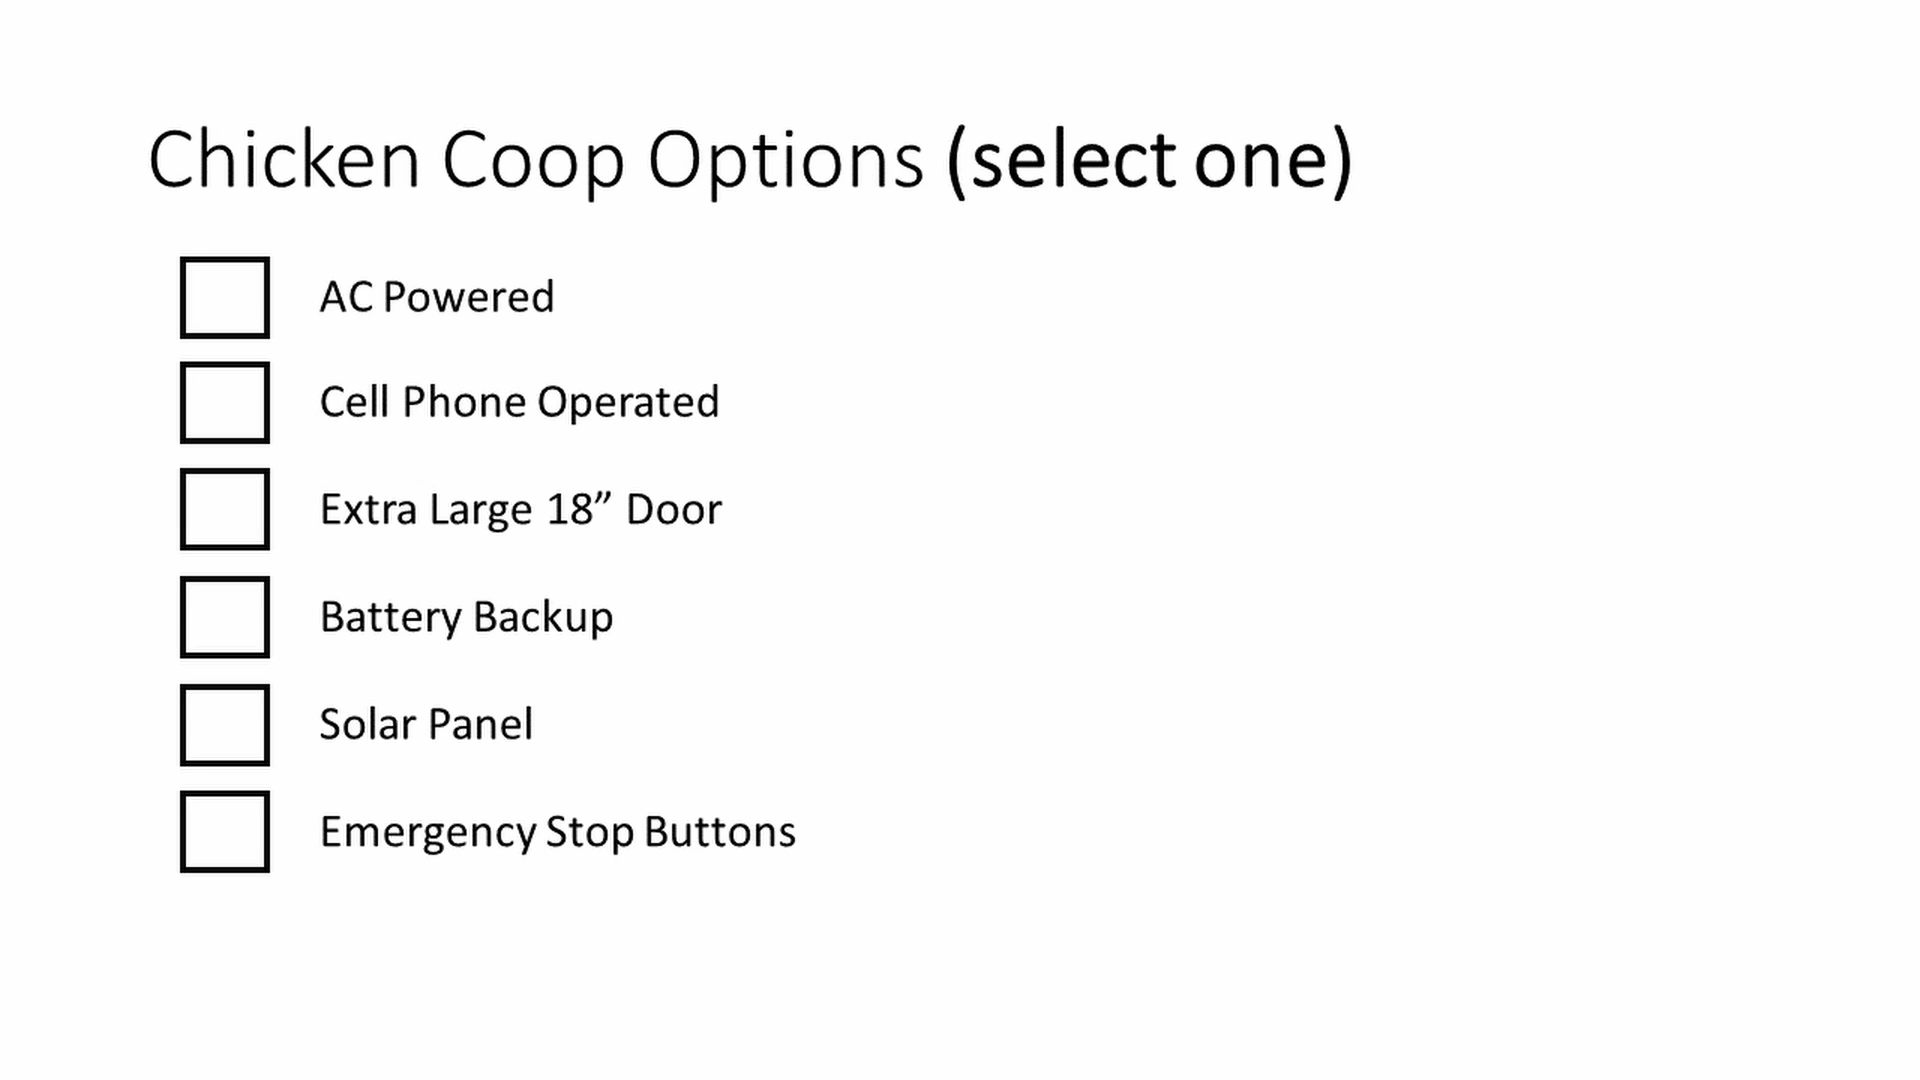 Chicken Coop Options (select one)
AC Powered
Cell Phone Operated
Extra Large 18” Door
Battery Backup
Solar Panel
Emergency Stop Buttons